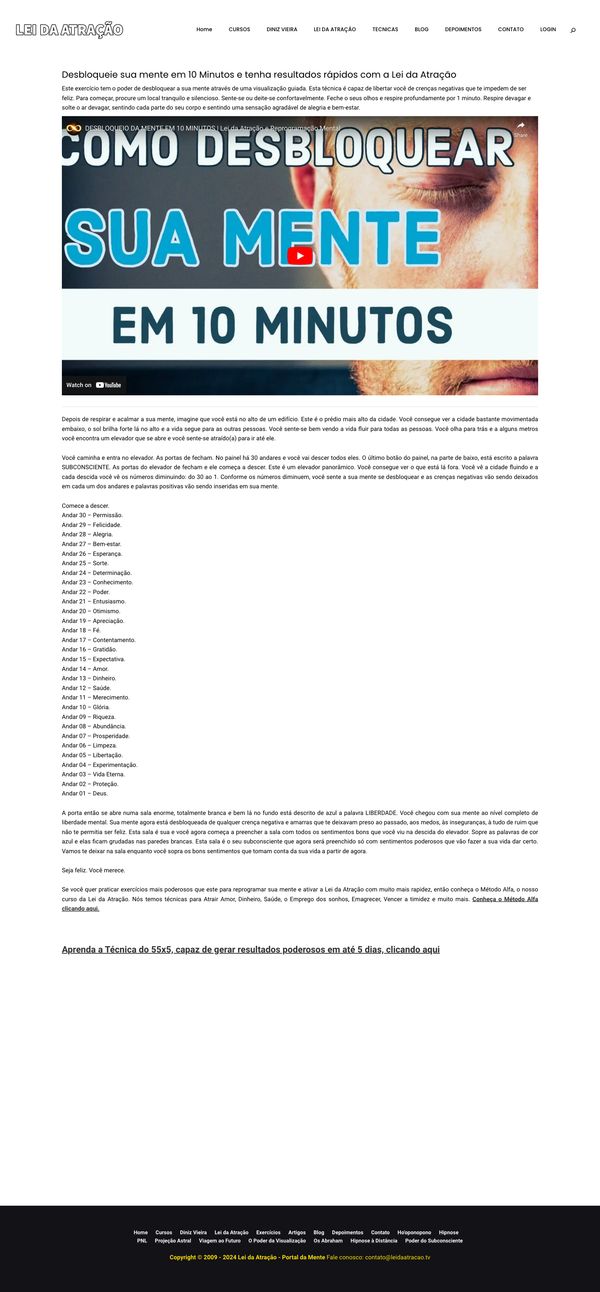 LEI DA ATRAÇÃO
Home CURSOS DINIZ VIEIRA LEI DA ATRAÇÃO TECNICAS BLOG DEPOIMENTOS CONTATO LOGIN
Desbloqueie sua mente em 10 Minutos e tenha resultados rápidos com a Lei da Atração
Este exercício tem o poder de desbloquear a sua mente através de uma visualização guiada. Esta técnica é capaz de libertar você de crenças negativas que te impedem de ser
feliz. Para começar, procure um local tranquilo e silencioso. Sente-se ou deite-se confortavelmente. Feche o seus olhos e respire profundamente por 1 minuto. Respire devagar e
solte o ar devagar, sentindo cada parte do seu corpo e sentindo uma sensação agradável de alegria e bem-estar.
DESBLOQUEIO DA MENTE EM 10 MINUTOS | Lei da Atração e Reprogramação Mental
Share
COMO DESBLOQUEAR
SUA MENTE
EM 10 MINUTOS
Watch on YouTube
Depois de respirar e acalmar a sua mente, imagine que você está no alto de um edifício. Este é o prédio mais alto da cidade. Você consegue ver a cidade bastante movimentada
embaixo, o sol brilha forte lá no alto e a vida segue para as outras pessoas. Você sente-se bem vendo a vida fluir para todas as pessoas. Você olha para trás e a alguns metros
você encontra um elevador que se abre e você sente-se atraído(a) para ir até ele.
Você caminha e entra no elevador. As portas de fecham. No painel há 30 andares e você vai descer todos eles. O último botão do painel, na parte de baixo, está escrito a palavra
SUBCONSCIENTE. As portas do elevador de fecham e ele começa a descer. Este é um elevador panorâmico. Você consegue ver o que está lá fora. Você vê a cidade fluindo e a
cada descida você vê os números diminuindo: do 30 ao 1. Conforme os números diminuem, você sente a sua mente se desbloquear e as crenças negativas vão sendo deixados
em cada um dos andares e palavras positivas vão sendo inseridas em sua mente.
Comece a descer.
Andar 30 – Permissão.
Andar 29 – Felicidade.
Andar 28 – Alegria.
Andar 27 – Bem-estar.
Andar 26 – Esperança.
Andar 25 – Sorte.
Andar 24 – Determinação.
Andar 23 – Conhecimento.
Andar 22 – Poder.
Andar 21 – Entusiasmo.
Andar 20 – Otimismo.
Andar 19 – Apreciação.
Andar 18 – Fé.
Andar 17 – Contentamento.
Andar 16 – Gratidão.
Andar 15 – Expectativa.
Andar 14 – Amor.
Andar 13 – Dinheiro.
Andar 12 – Saúde.
Andar 11 – Merecimento.
Andar 10 – Glória.
Andar 09 – Riqueza.
Andar 08 – Abundância.
Andar 07 – Prosperidade.
Andar 06 – Limpeza.
Andar 05 – Libertação.
Andar 04 – Experimentação.
Andar 03 – Vida Eterna.
Andar 02 – Proteção.
Andar 01 – Deus.
A porta então se abre numa sala enorme, totalmente branca e bem lá no fundo está descrito de azul a palavra LIBERDADE. Você chegou com sua mente ao nível completo de
liberdade mental. Sua mente agora está desbloqueada de qualquer crença negativa e amarras que te deixavam preso ao passado, aos medos, às inseguranças, à tudo de ruim que
não te permitia ser feliz. Esta sala é sua e você agora começa a preencher a sala com todos os sentimentos bons que você viu na descida do elevador. Sopre as palavras de cor
azul e elas ficam grudadas nas paredes brancas. Esta sala é o seu subconsciente que agora será preenchido só com sentimentos poderosos que vão fazer a sua vida dar certo.
Vamos te deixar na sala enquanto você sopra os bons sentimentos que tomam conta da sua vida a partir de agora.
Seja feliz. Você merece.
Se você quer praticar exercícios mais poderosos que este para reprogramar sua mente e ativar a Lei da Atração com muito mais rapidez, então conheça o Método Alfa, o nosso
curso da Lei da Atração. Nós temos técnicas para Atrair Amor, Dinheiro, Saúde, o Emprego dos sonhos, Emagrecer, Vencer a timidez e muito mais. Conheça o Método Alfa
clicando aqui.
Aprenda a Técnica do 55x5, capaz de gerar resultados poderosos em até 5 dias, clicando aqui
Home Cursos Diniz Vieira Lei da Atração Exercícios Artigos Blog Depoimentos Contato Ho'oponopono Hipnose
PNL Projeção Astral Viagem ao Futuro O Poder da Visualização Os Abraham Hipnose à Distância Poder do Subconsciente
Copyright © 2009 - 2024 Lei da Atração - Portal da Mente Fale conosco: contato@leidaatracao.tv